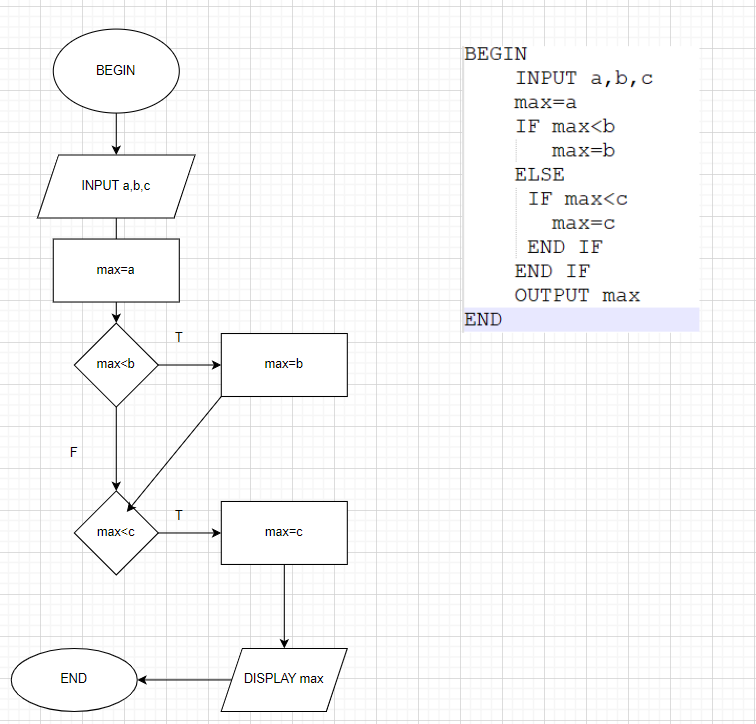 BEGIN
INPUT a,b,c
max=a
max<b
T
max=b
F
max<c
T
max=c
DISPLAY max
END
BEGIN
INPUT a,b,c
max=a
IF max<b
max=b
ELSE
IF max<c
max=c
END IF
END IF
OUTPUT max
END